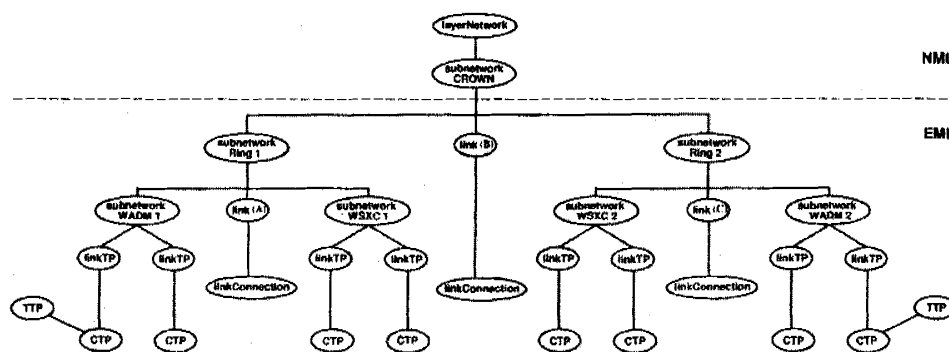 layerNetwork
subnetwork
CROWN
NML
EML
subnetwork
Ring 1
link (B)
subnetwork
Ring 2
subnetwork
WADM 1
link (A)
subnetwork
WSXC 1
subnetwork
WSXC 2
link (C)
subnetwork
WADM 2
linkTP
linkTP
linkTP
linkTP
linkTP
linkTP
linkTP
linkTP
linkConnection
linkConnection
linkConnection
TTP
TTP
CTP
CTP
CTP
CTP
CTP
CTP
CTP
CTP